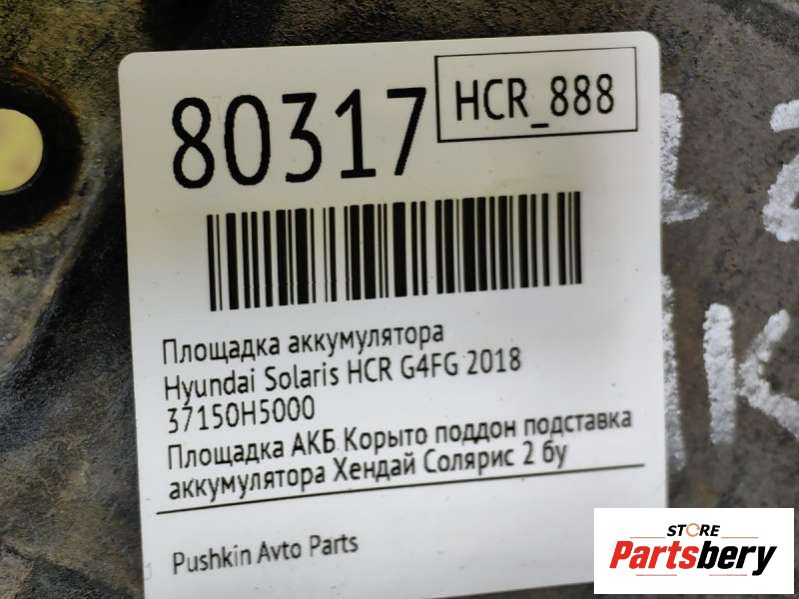 80317
HCR_888
Площадка аккумулятора
Hyundai Solaris HCR G4FG 2018
37150H5000
Площадка АКБ Корыто поддон подставка
аккумулятора Хендай Солярис 2 бу
Pushkin Avto Parts
STORE
Partsbery